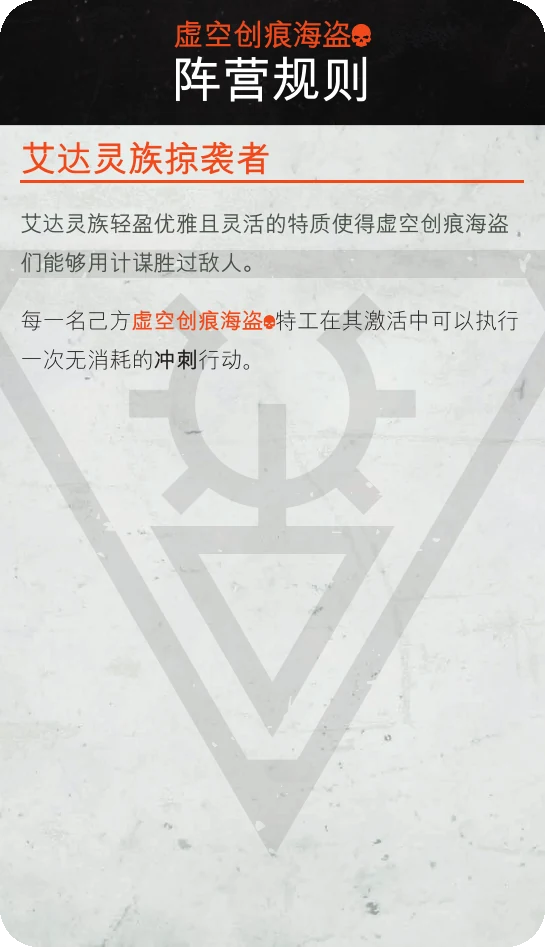 虚空创痕海盗
阵营规则
艾达灵族掠袭者
艾达灵族轻盈优雅且灵活的特质使得虚空创痕海盗
们能够用计谋胜过敌人。
每一名己方虚空创痕海盗特工在其激活中可以执行
一次无消耗的冲刺行动。